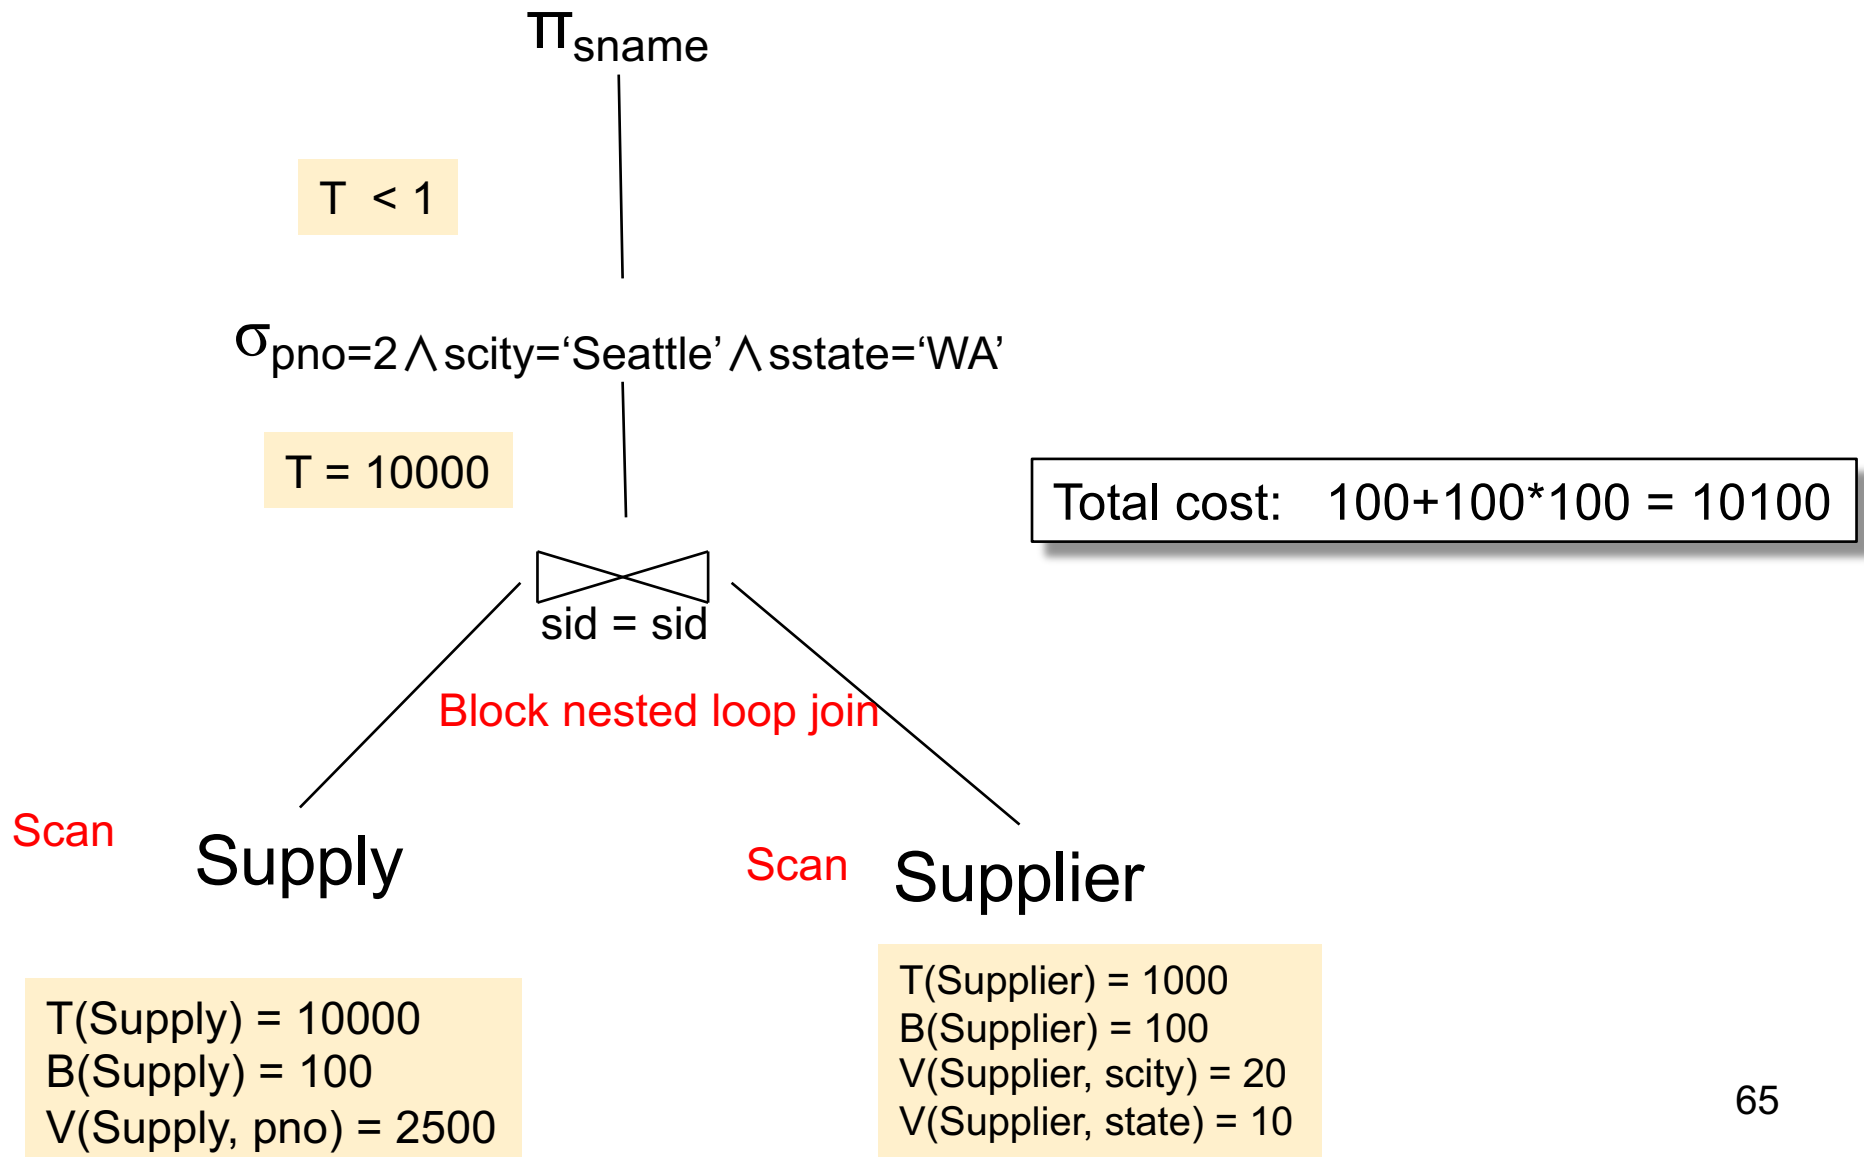 π sname
T < 1
σ pno=2∧scity=‘Seattle’∧sstate=‘WA’
T = 10000
Total cost: 100+100*100 = 10100
sid = sid
Block nested loop join
Scan
Supply
Scan
Supplier
T(Supply) = 10000
B(Supply) = 100
V(Supply, pno) = 2500
T(Supplier) = 1000
B(Supplier) = 100
V(Supplier, scity) = 20
V(Supplier, state) = 10
65